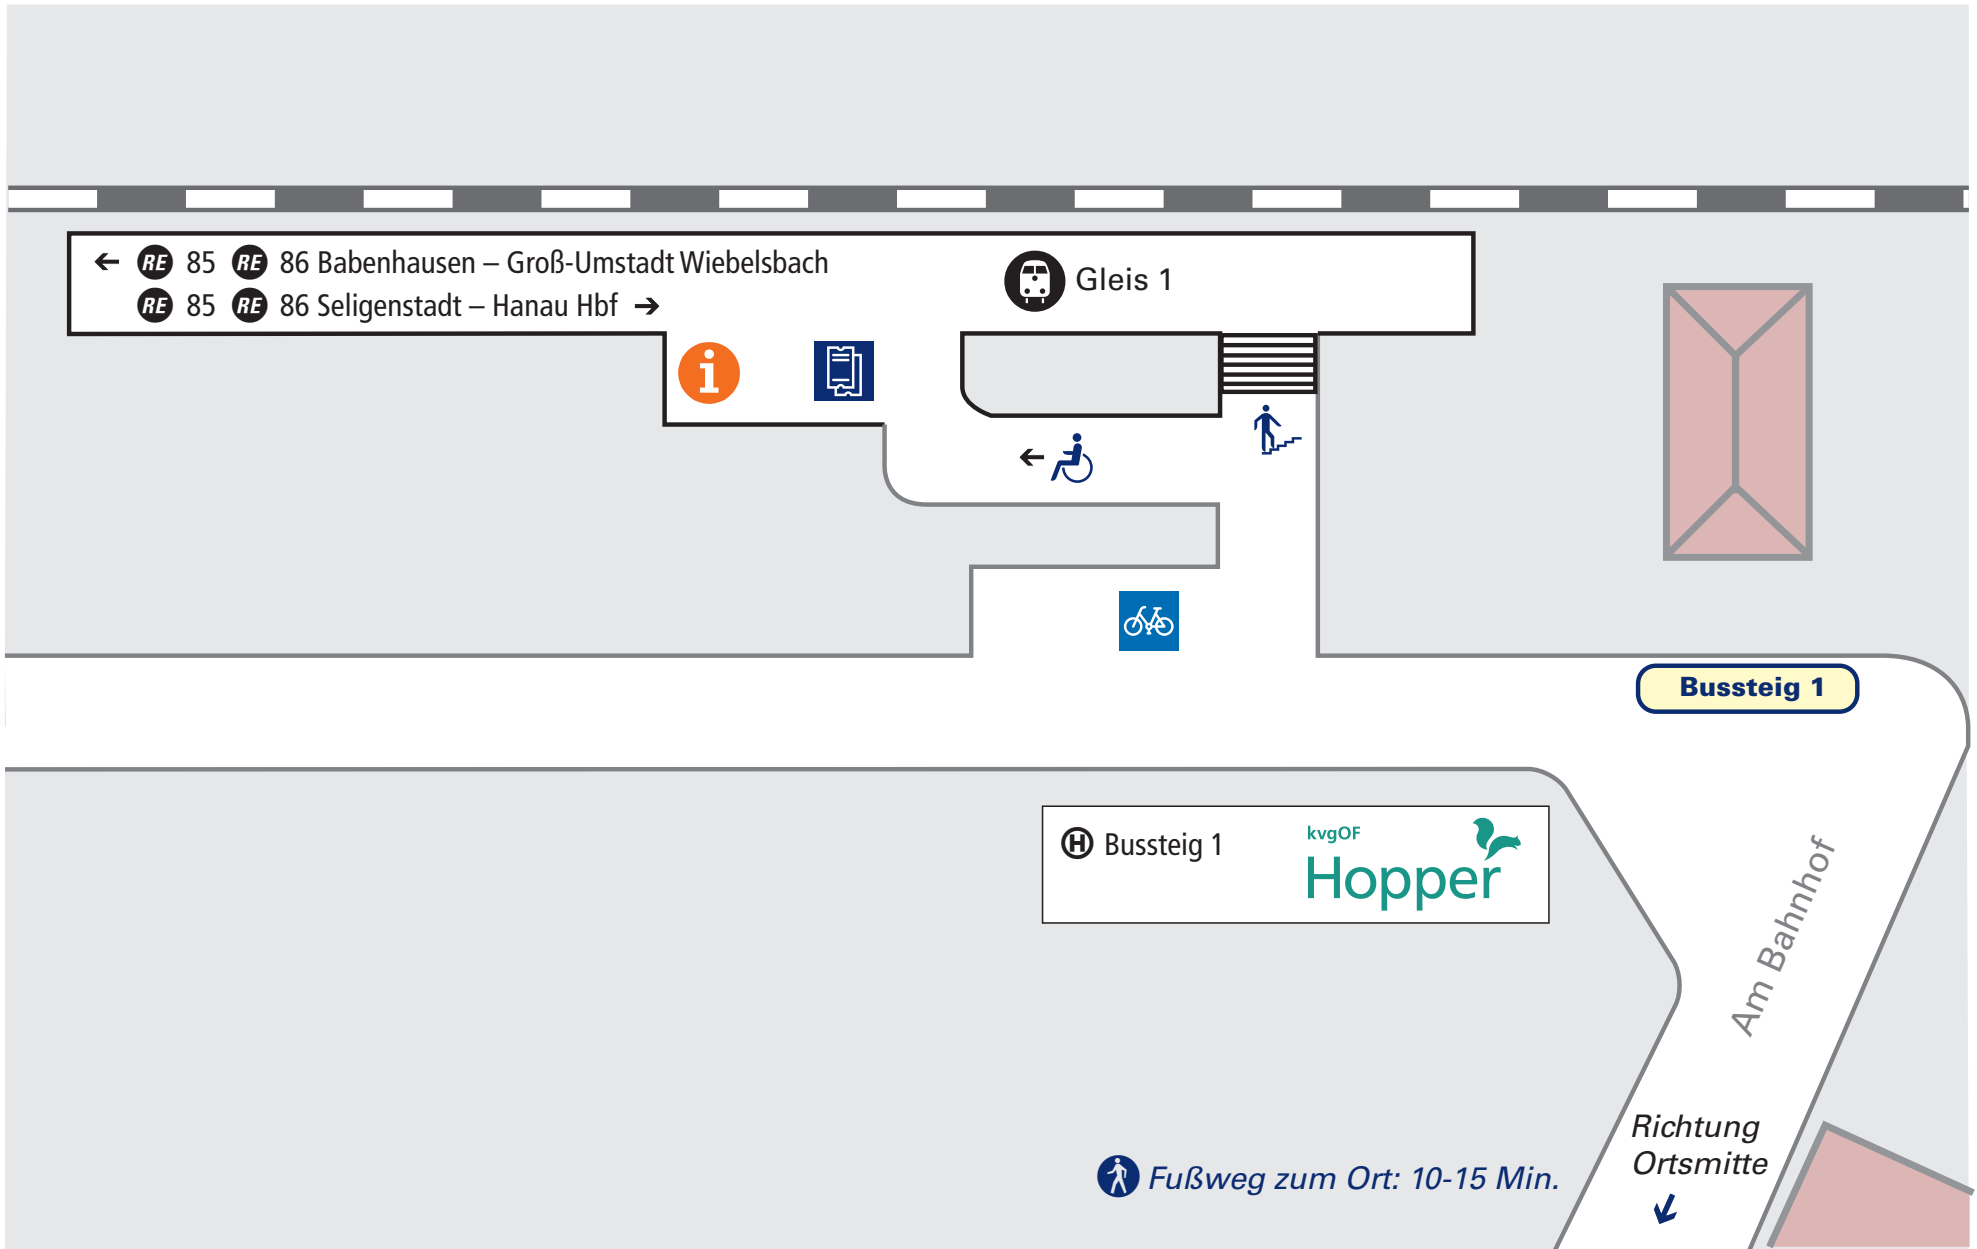 ← RE 85 RE 86 Babenhausen – Groß-Umstadt Wiebelsbach
RE 85 RE 86 Seligenstadt – Hanau Hbf →
Gleis 1
i
←
Bussteig 1
H Bussteig 1
kvgOF
Hopper
Am Bahnhof
Richtung
Ortsmitte
Fußweg zum Ort: 10-15 Min.